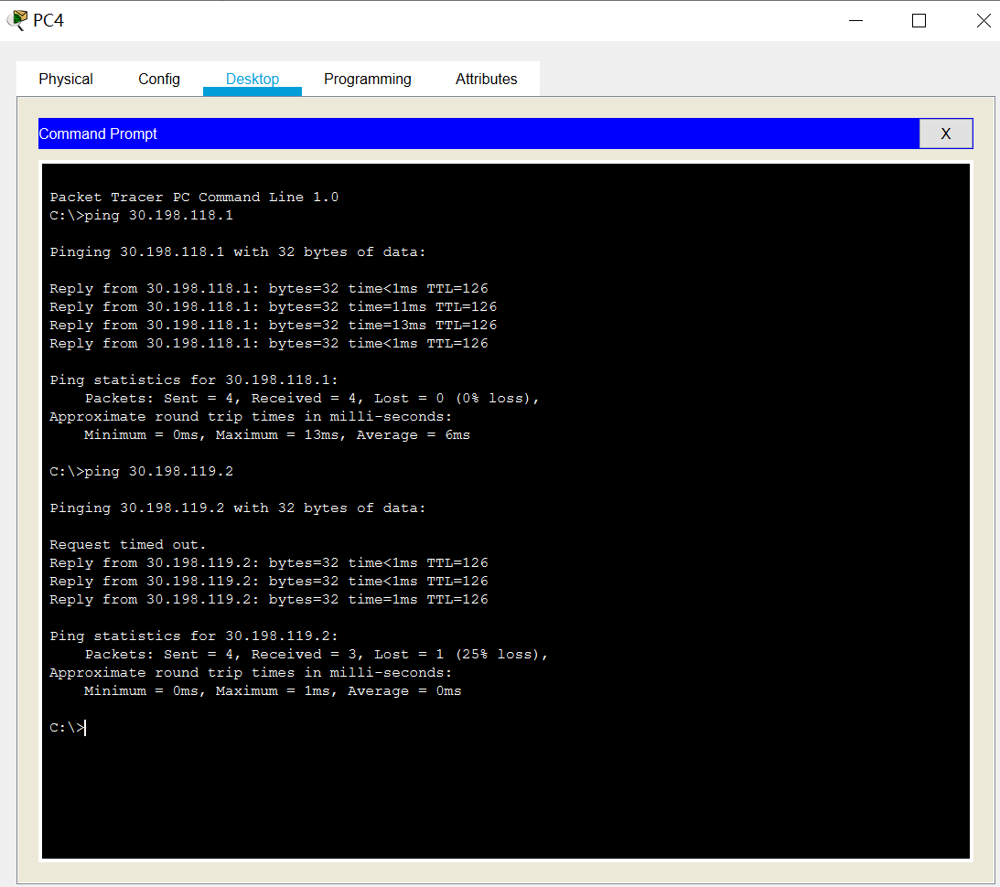 PC4
Physical Config Desktop Programming Attributes
Command Prompt X
Packet Tracer PC Command Line 1.0
C:\>ping 30.198.118.1
Pinging 30.198.118.1 with 32 bytes of data:
Reply from 30.198.118.1: bytes=32 time<1ms TTL=126
Reply from 30.198.118.1: bytes=32 time=11ms TTL=126
Reply from 30.198.118.1: bytes=32 time=13ms TTL=126
Reply from 30.198.118.1: bytes=32 time<1ms TTL=126
Ping statistics for 30.198.118.1:
Packets: Sent = 4, Received = 4, Lost = 0 (0% loss),
Approximate round trip times in milli-seconds:
Minimum = 0ms, Maximum = 13ms, Average = 6ms
C:\>ping 30.198.119.2
Pinging 30.198.119.2 with 32 bytes of data:
Request timed out.
Reply from 30.198.119.2: bytes=32 time<1ms TTL=126
Reply from 30.198.119.2: bytes=32 time<1ms TTL=126
Reply from 30.198.119.2: bytes=32 time=1ms TTL=126
Ping statistics for 30.198.119.2:
Packets: Sent = 4, Received = 3, Lost = 1 (25% loss),
Approximate round trip times in milli-seconds:
Minimum = 0ms, Maximum = 1ms, Average = 0ms
C:\>